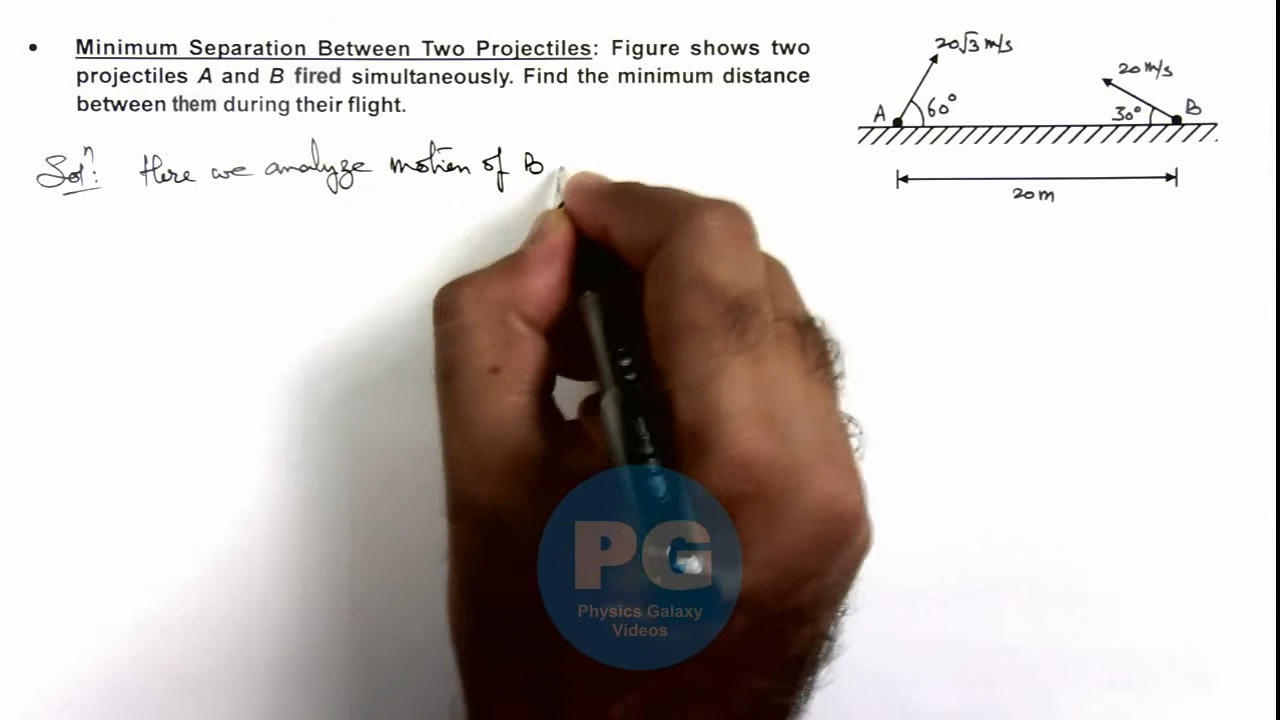 • Minimum Separation Between Two Projectiles: Figure shows two
projectiles A and B fired simultaneously. Find the minimum distance
between them during their flight.
Solⁿ: Here we analyze motion of B
20√3 m/s
20 m/s
A
60°
30°
B
20m
PG
Physics Galaxy
Videos